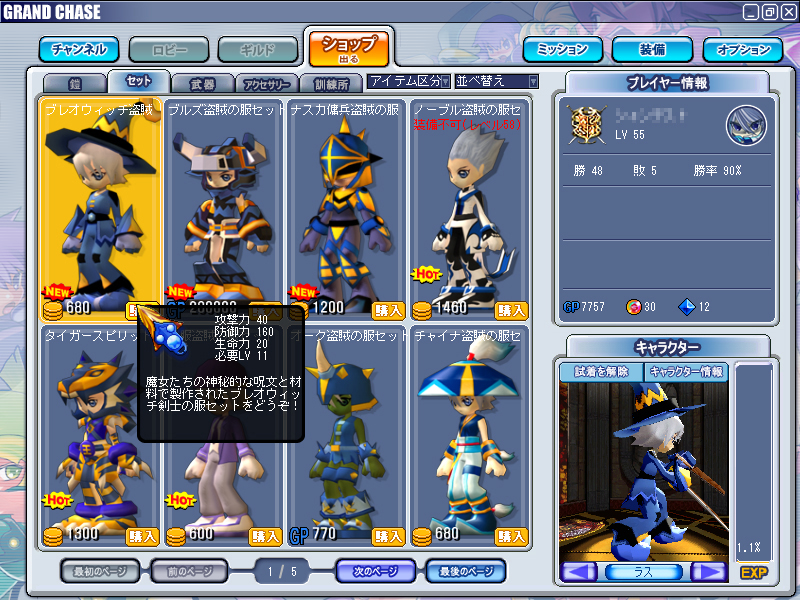 GRAND CHASE
チャンネル
ロビー
ギルド
ショップ
出る
ミッション
装備
オプション
鎧
セット
武器
アクセサリー
訓練所
アイテム区分
並べ替え
プレオウィッチ盗賊
ブルズ盗賊の服セット
ナスカ傭兵盗賊の服
ノーブル盗賊の服セ
NEW
680
NEW
GP
NEW
1200
購入
HOT
1460
購入
攻撃力 40
防御力 160
生命力 20
必要LV 11
魔女たちの神秘的な呪文と材
料で製作されたプレオウィッ
チ剣士の服セットをどうぞ!
タイガースピリッ
オーク盗賊の服セット
チャイナ盗賊の服セ
HOT
1300
購入
HOT
600
購入
GP 770
購入
680
購入
最初のページ
前のページ
1 / 5
次のページ
最後のページ
プレイヤー情報
LV 55
勝 48
敗 5
勝率 90%
GP 7757
30
12
キャラクター
試着を解除
キャラクター情報
1.1%
ラス
EXP